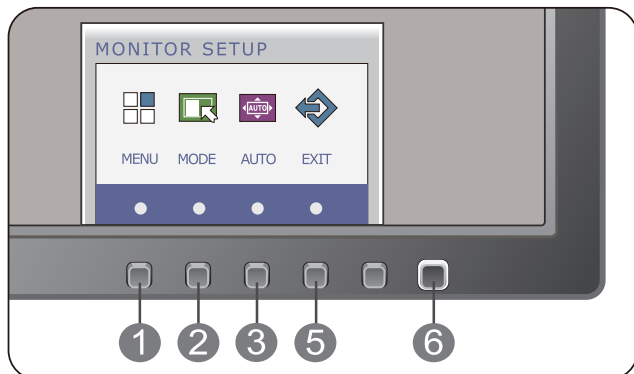 MONITOR SETUP
AUTO
MENU MODE AUTO EXIT
1 2 3 5 6